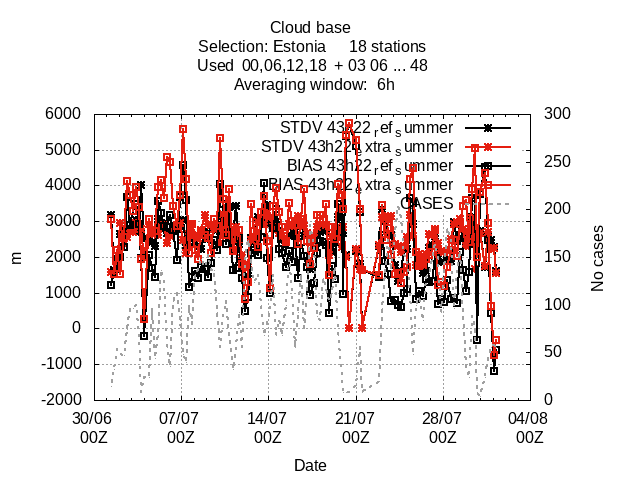 Cloud base
Selection: Estonia 18 stations
Used 00,06,12,18 + 03 06 ... 48
Averaging window: 6h
STDV 43h22_ref_summer
STDV 43h22_extra_summer
BIAS 43h22_ref_summer
BIAS 43h22_extra_summer
CASES
6000
5000
4000
3000
2000
1000
0
-1000
-2000
m
300
250
200
150
100
50
0
No cases
30/06 07/07 14/07 21/07 28/07 04/08
00Z 00Z 00Z 00Z 00Z 00Z
Date